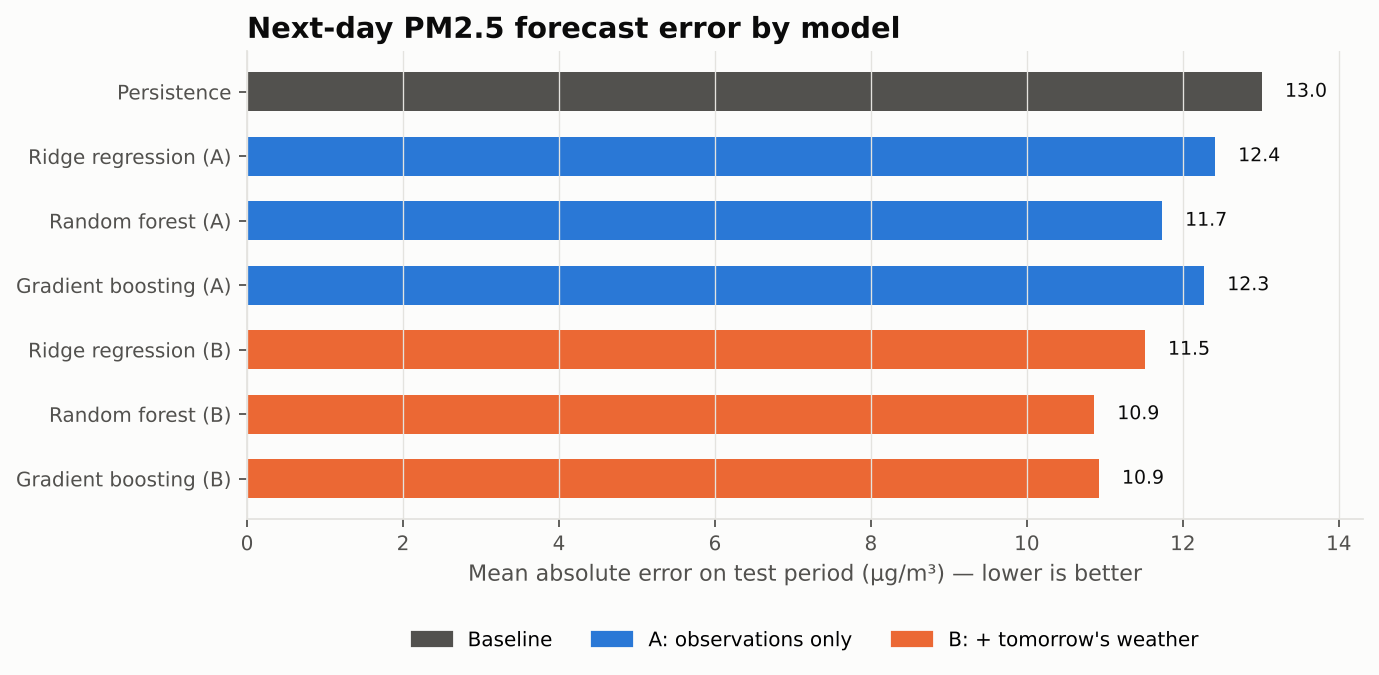 Next-day PM2.5 forecast error by model
Persistence 13.0
Ridge regression (A) 12.4
Random forest (A) 11.7
Gradient boosting (A) 12.3
Ridge regression (B) 11.5
Random forest (B) 10.9
Gradient boosting (B) 10.9
0 2 4 6 8 10 12 14
Mean absolute error on test period (µg/m³) — lower is better
Baseline A: observations only B: + tomorrow's weather